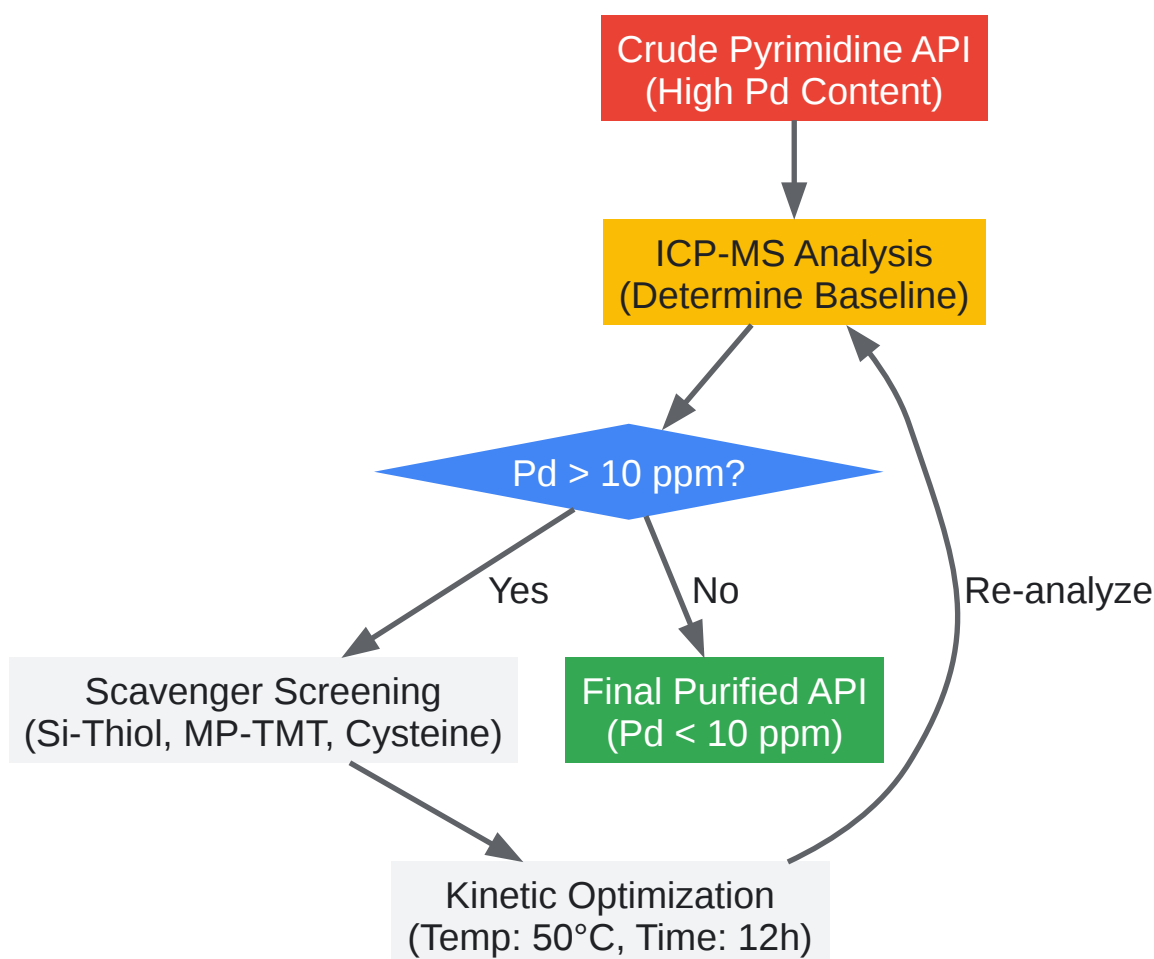 Crude Pyrimidine API
(High Pd Content)
ICP-MS Analysis
(Determine Baseline)
Pd > 10 ppm?
Yes
No
Re-analyze
Scavenger Screening
(Si-Thiol, MP-TMT, Cysteine)
Final Purified API
(Pd < 10 ppm)
Kinetic Optimization
(Temp: 50°C, Time: 12h)